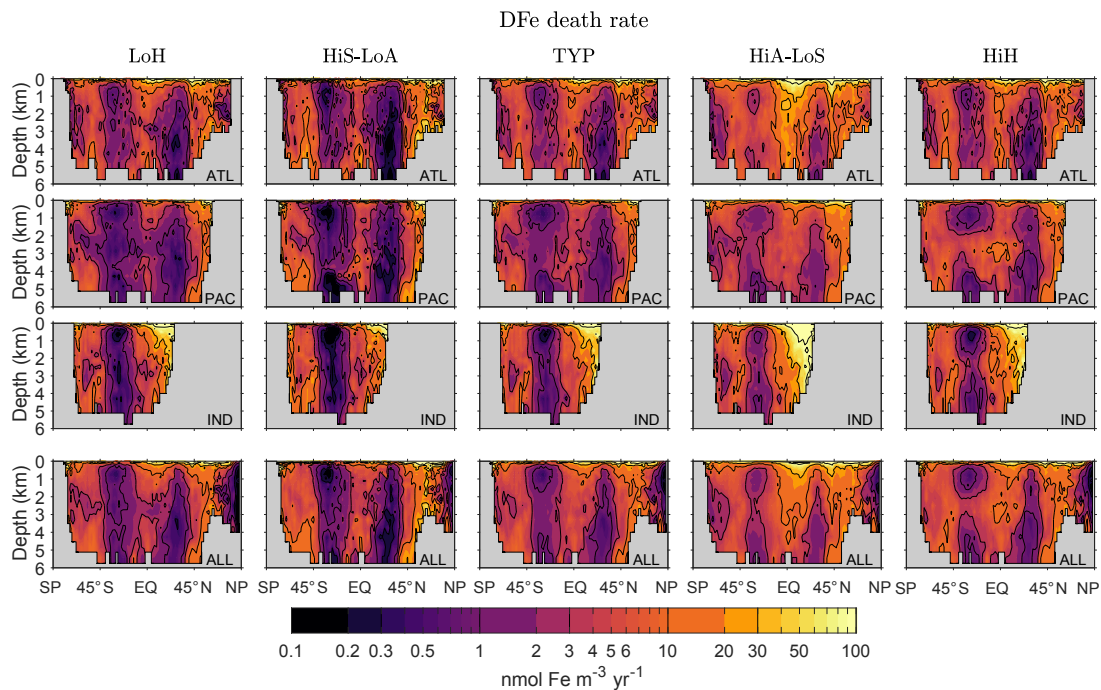 DFe death rate
LoH HiS-LoA TYP HiA-LoS HiH
0
1
2
3
4
5
6
Depth (km)
ATL ATL ATL ATL ATL
0
1
2
3
4
5
6
Depth (km)
PAC PAC PAC PAC PAC
0
1
2
3
4
5
6
Depth (km)
IND IND IND IND IND
0
1
2
3
4
5
6
Depth (km)
ALL ALL ALL ALL ALL
SP 45°S EQ 45°N NP SP 45°S EQ 45°N NP SP 45°S EQ 45°N NP SP 45°S EQ 45°N NP SP 45°S EQ 45°N NP
0.1 0.2 0.3 0.5 1 2 3 4 5 6 10 20 30 50 100
nmol Fe m⁻³ yr⁻¹